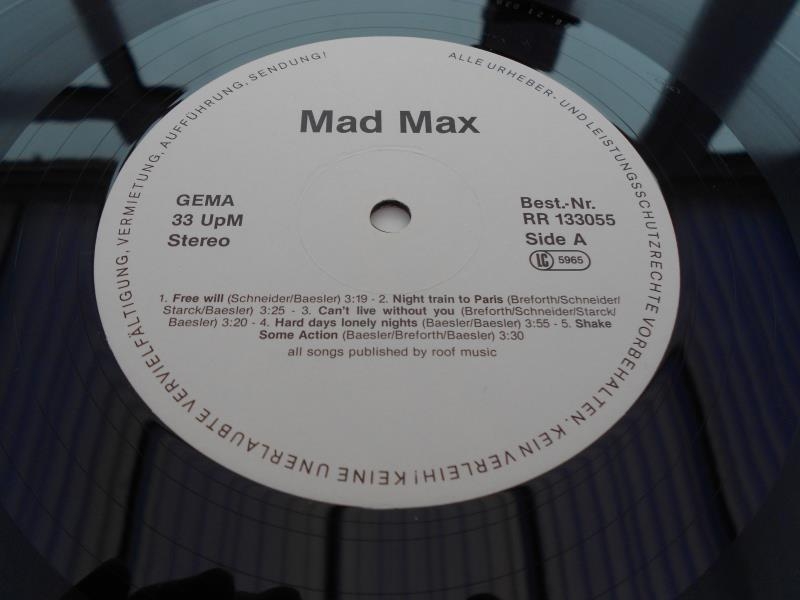 ALLE URHEBER- UND LEISTUNGSSCHUTZRECHTE VORBEHALTEN. KEIN VERLEIH! KEINE UNERLAUBTE VERVIELFÄLTIGUNG, VERMIETUNG, AUFFÜHRUNG, SENDUNG!
Mad Max
GEMA
33 UpM
Stereo
Best.-Nr.
RR 133055
Side A
LC 5965
1. Free will (Schneider/Baesler) 3:19 - 2. Night train to Paris (Breforth/Schneider/
Starck/Baesler) 3:25 - 3. Can't live without you (Breforth/Schneider/Starck/
Baesler) 3:20 - 4. Hard days lonely nights (Baesler/Baesler) 3:55 - 5. Shake
Some Action (Baesler/Breforth/Baesler) 3:30
all songs published by roof music